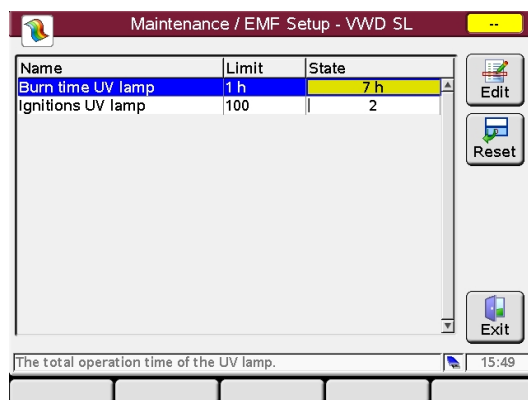 Maintenance / EMF Setup - VWD SL --
Name Limit State
Burn time UV lamp 1 h 7 h
Ignitions UV lamp 100 2
Edit
Reset
Exit
The total operation time of the UV lamp. 15:49